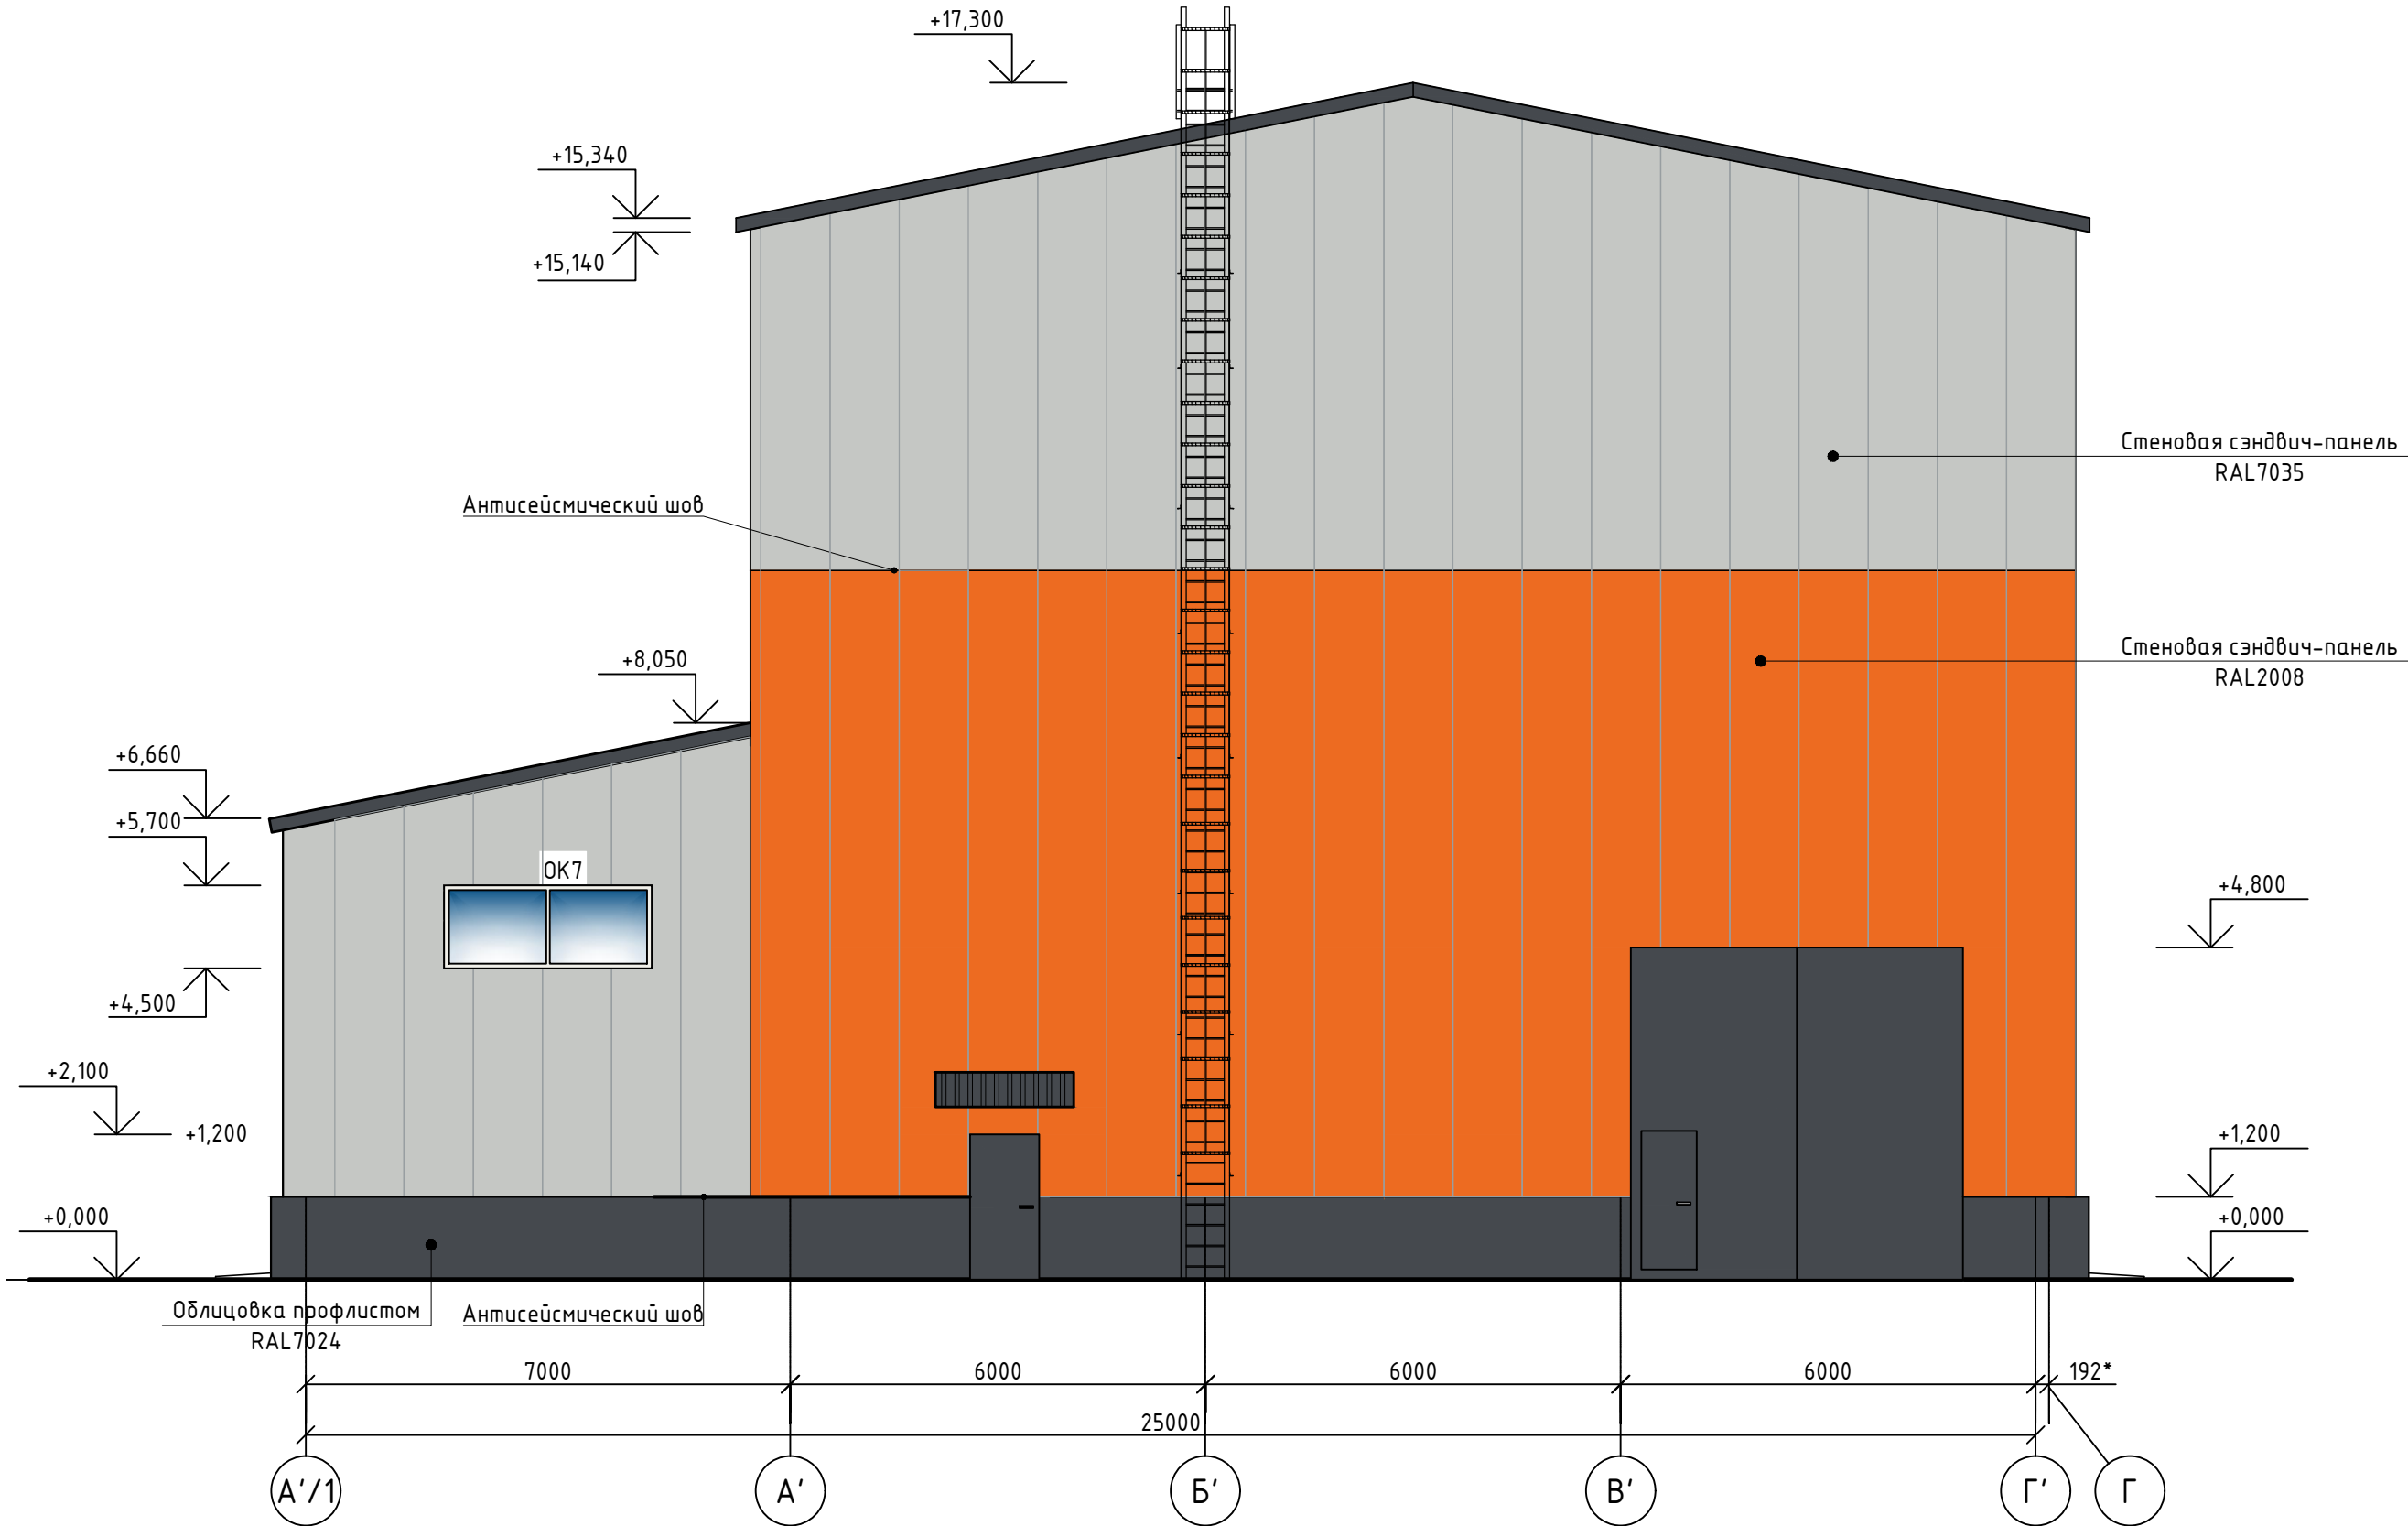 +17,300
+15,340
+15,140
Стеновая сэндвич-панель
RAL7035
Антисейсмический шов
Стеновая сэндвич-панель
RAL2008
+8,050
+6,660
+5,700
ОК7
+4,800
+4,500
+2,100
+1,200
+1,200
+0,000
+0,000
Облицовка профлистом
RAL7024
Антисейсмический шов
7000
6000
6000
6000
192*
25000
А'/1
А'
Б'
В'
Г'
Г